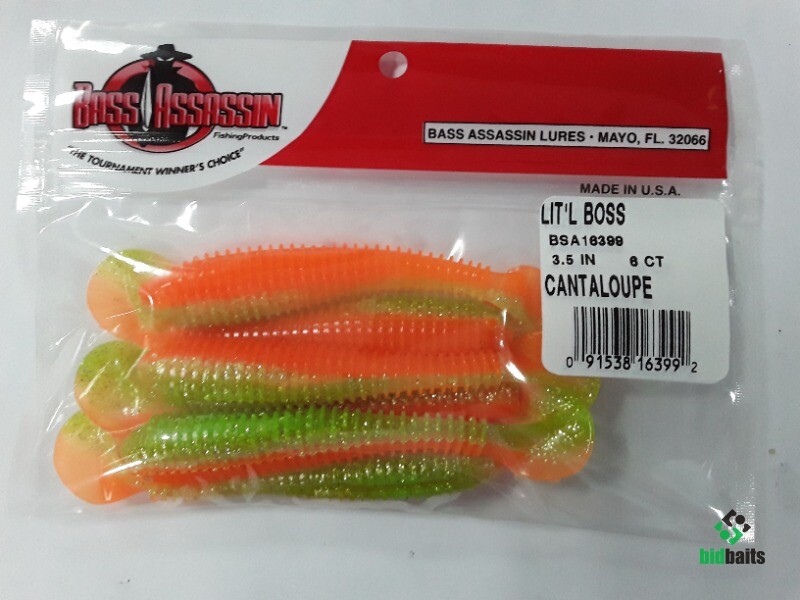 BASS ASSASSIN
FishingProducts
"THE TOURNAMENT WINNER'S CHOICE"
BASS ASSASSIN LURES • MAYO, FL. 32066
MADE IN U.S.A.
LIT'L BOSS
BSA16399
3.5 IN 6 CT
CANTALOUPE
0 91538 16399 2
bidbaits